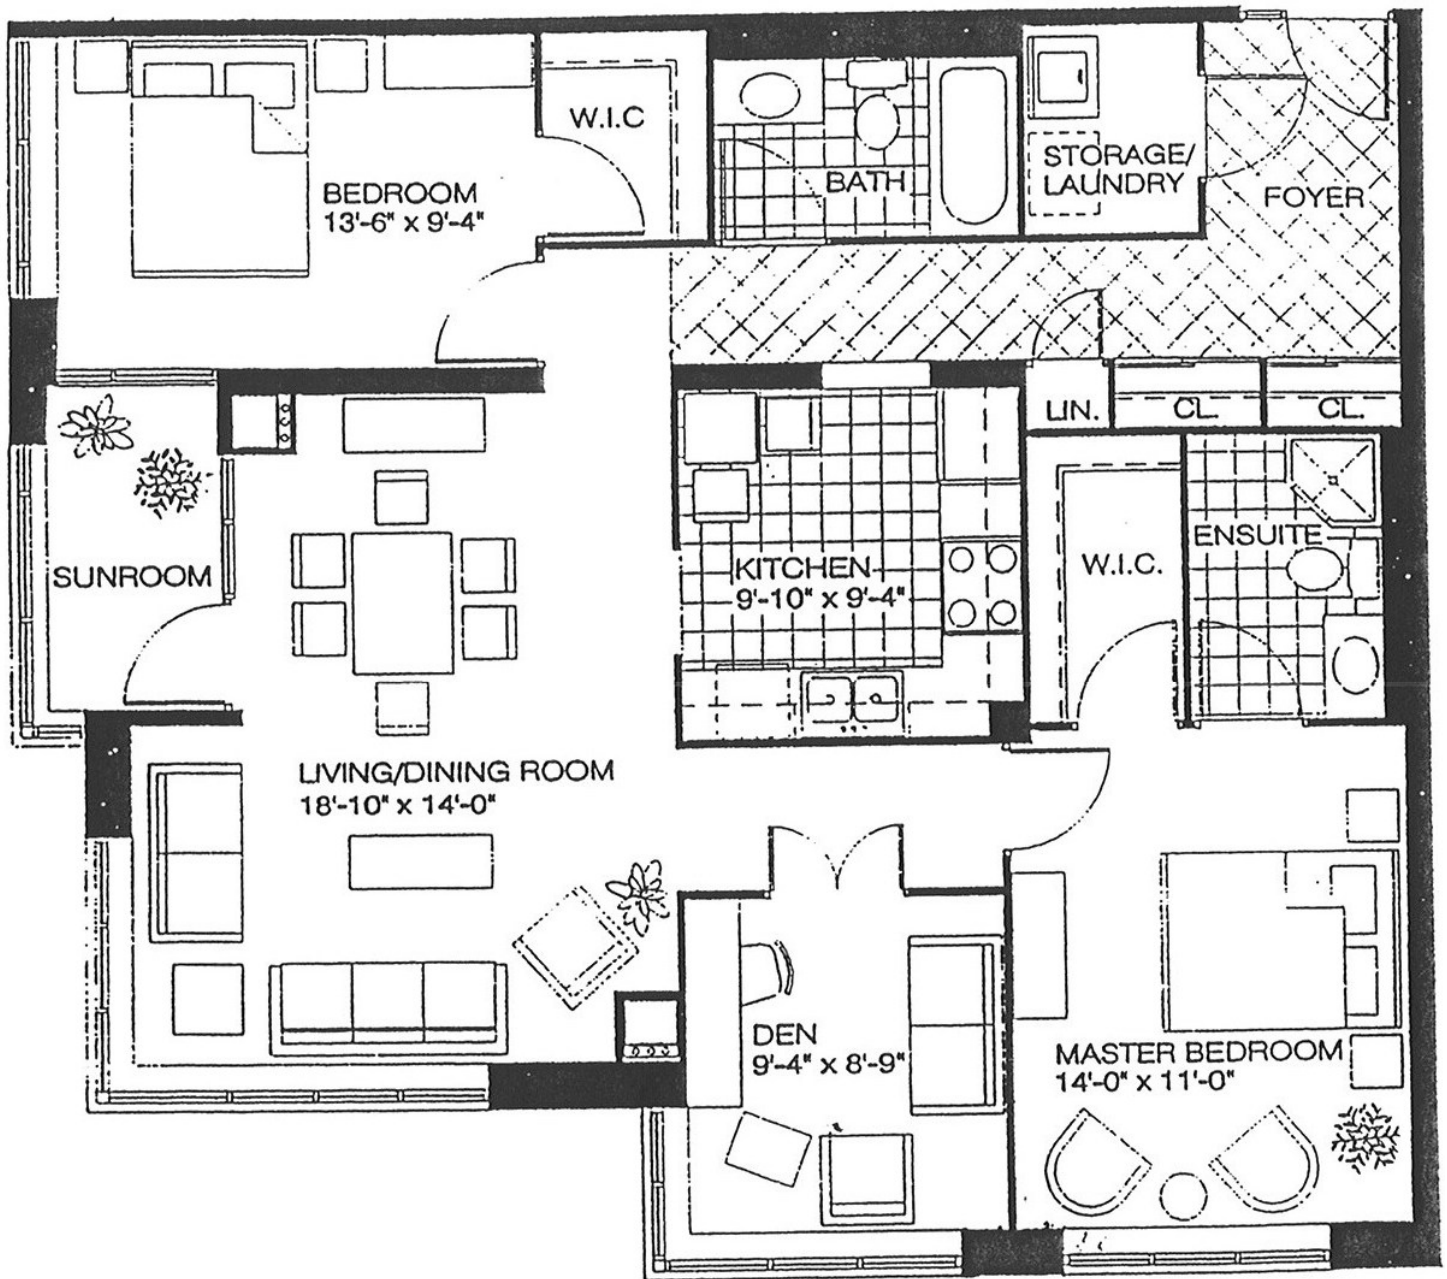 W.I.C
BEDROOM
13'-6" x 9'-4"
BATH
STORAGE/
LAUNDRY
FOYER
LIN.
CL.
CL.
SUNROOM
KITCHEN
9'-10" x 9'-4"
W.I.C.
ENSUITE
LIVING/DINING ROOM
18'-10" x 14'-0"
DEN
9'-4" x 8'-9"
MASTER BEDROOM
14'-0" x 11'-0"